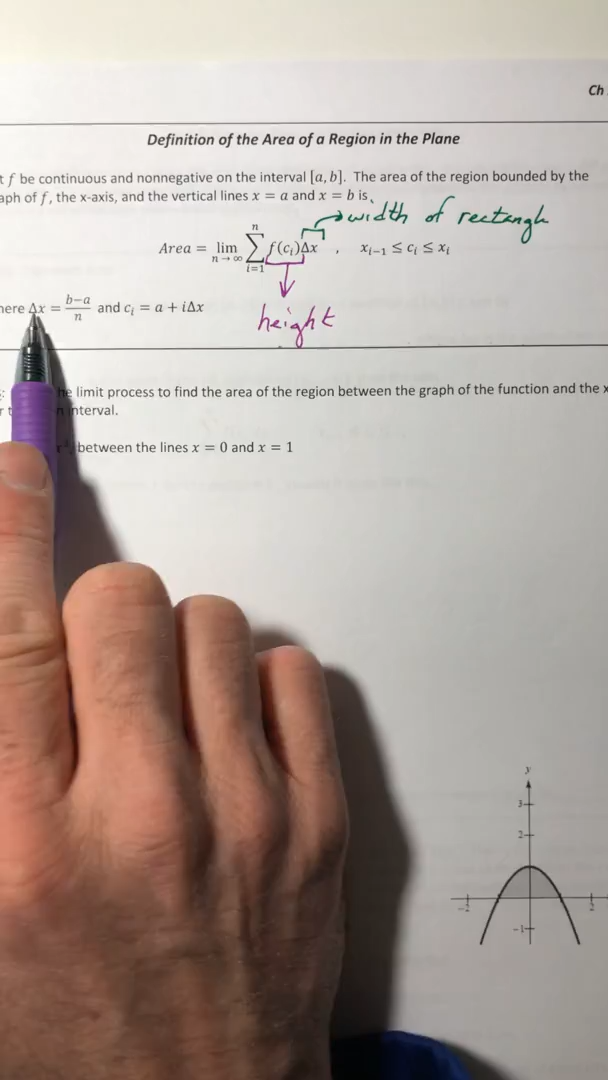 Ch
Definition of the Area of a Region in the Plane
f be continuous and nonnegative on the interval [a, b]. The area of the region bounded by the
of f, the x-axis, and the vertical lines x = a and x = b is,
width of rectangle
Area = lim n→∞ ∑ i=1 n f(cᵢ)Δx , xᵢ₋₁ ≤ cᵢ ≤ xᵢ
height
Δx = b−a/n and cᵢ = a + iΔx
limit process to find the area of the region between the graph of the function and the x
interval.
between the lines x = 0 and x = 1
y
3
2
-2 2
-1